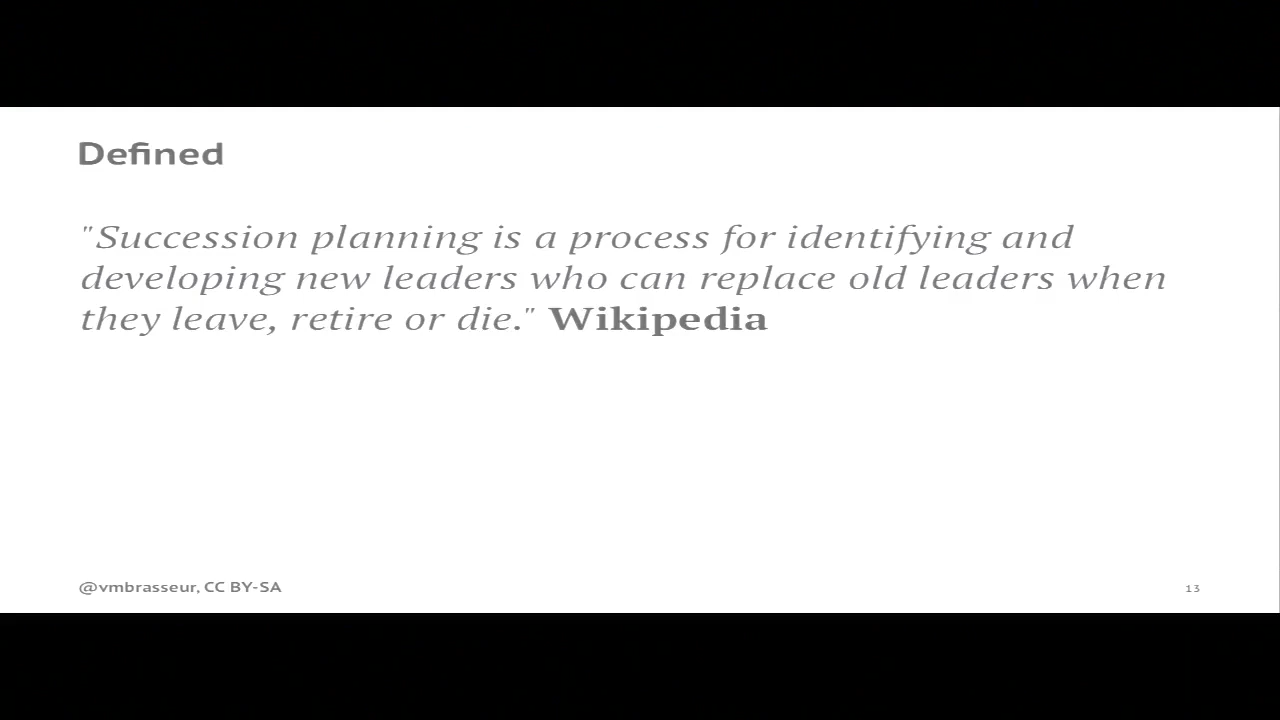 Defined
"Succession planning is a process for identifying and
developing new leaders who can replace old leaders when
they leave, retire or die." Wikipedia
@vmbrasseur, CC BY-SA
13